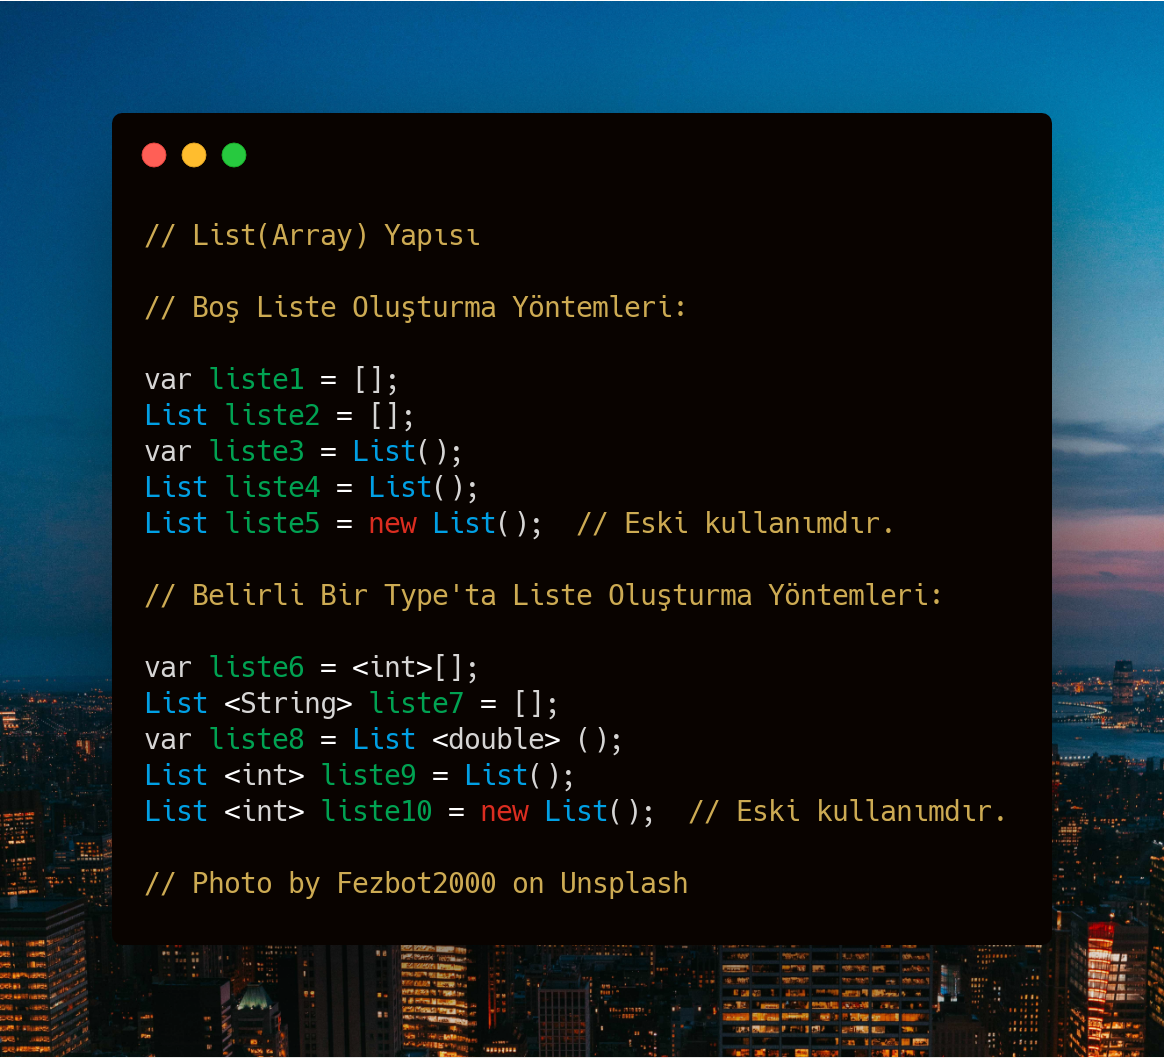 // List(Array) Yapısı
// Boş Liste Oluşturma Yöntemleri:
var liste1 = [];
List liste2 = [];
var liste3 = List();
List liste4 = List();
List liste5 = new List();  // Eski kullanımdır.
// Belirli Bir Type'ta Liste Oluşturma Yöntemleri:
var liste6 = <int>[];
List <String> liste7 = [];
var liste8 = List <double> ();
List <int> liste9 = List();
List <int> liste10 = new List();  // Eski kullanımdır.
// Photo by Fezbot2000 on Unsplash